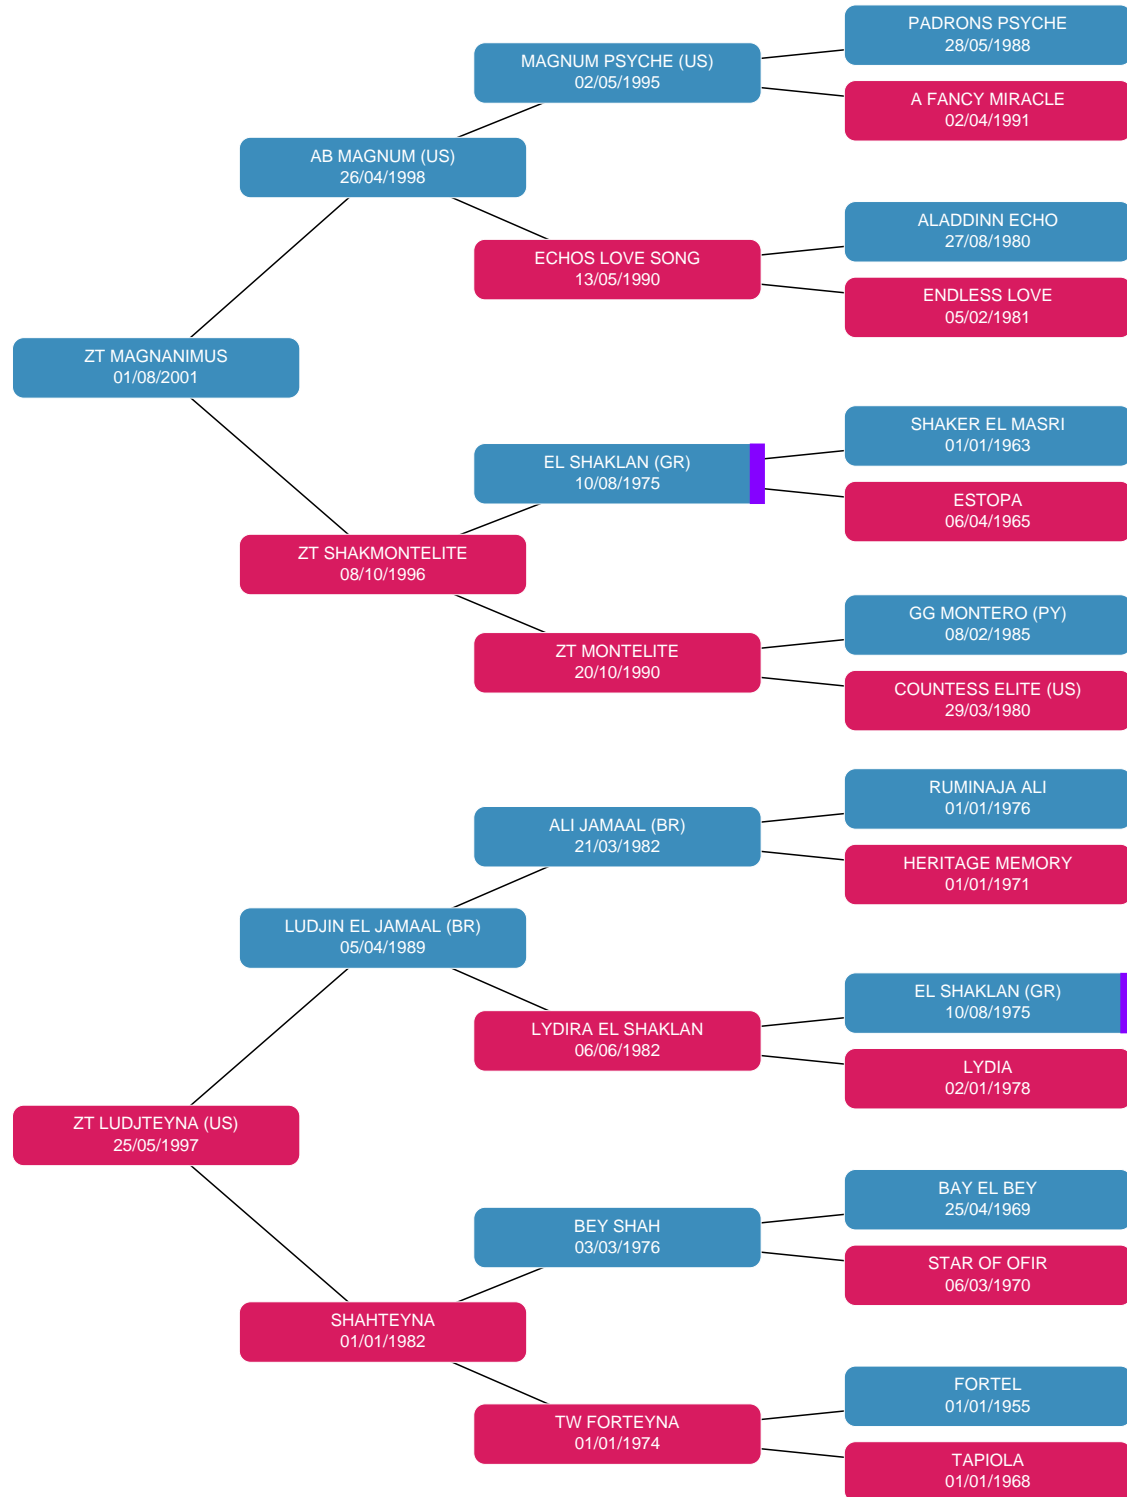 PADRONS PSYCHE
28/05/1988
MAGNUM PSYCHE (US)
02/05/1995
A FANCY MIRACLE
02/04/1991
AB MAGNUM (US)
26/04/1998
ALADDINN ECHO
27/08/1980
ECHOS LOVE SONG
13/05/1990
ENDLESS LOVE
05/02/1981
ZT MAGNANIMUS
01/08/2001
SHAKER EL MASRI
01/01/1963
EL SHAKLAN (GR)
10/08/1975
ESTOPA
06/04/1965
ZT SHAKMONTELITE
08/10/1996
GG MONTERO (PY)
08/02/1985
ZT MONTELITE
20/10/1990
COUNTESS ELITE (US)
29/03/1980
RUMINAJA ALI
01/01/1976
ALI JAMAAL (BR)
21/03/1982
HERITAGE MEMORY
01/01/1971
LUDJIN EL JAMAAL (BR)
05/04/1989
EL SHAKLAN (GR)
10/08/1975
LYDIRA EL SHAKLAN
06/06/1982
LYDIA
02/01/1978
ZT LUDJTEYNA (US)
25/05/1997
BAY EL BEY
25/04/1969
BEY SHAH
03/03/1976
STAR OF OFIR
06/03/1970
SHAHTEYNA
01/01/1982
FORTEL
01/01/1955
TW FORTEYNA
01/01/1974
TAPIOLA
01/01/1968